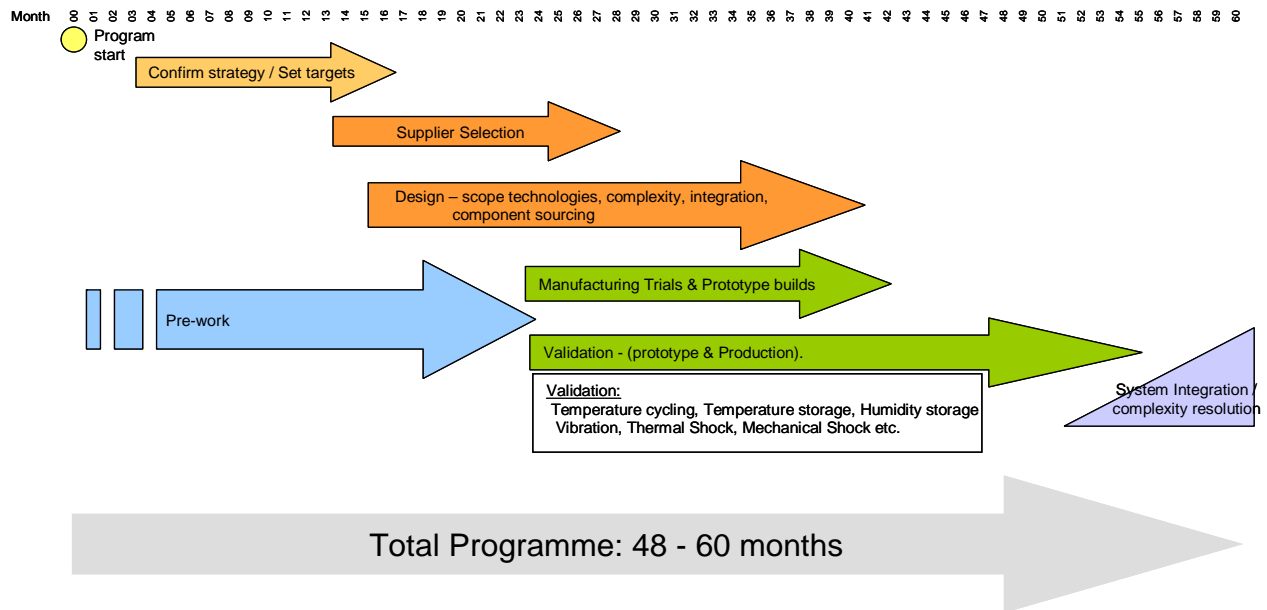 Month 00 01 02 03 04 05 06 07 08 09 10 11 12 13 14 15 16 17 18 19 20 21 22 23 24 25 26 27 28 29 30 31 32 33 34 35 36 37 38 39 40 41 42 43 44 45 46 47 48 49 50 51 52 53 54 55 56 57 58 59 60
Program
start
Confirm strategy / Set targets
Supplier Selection
Design – scope technologies, complexity, integration,
component sourcing
Manufacturing Trials & Prototype builds
Pre-work
Validation - (prototype & Production).
Validation:
Temperature cycling, Temperature storage, Humidity storage
Vibration, Thermal Shock, Mechanical Shock etc.
System Integration /
complexity resolution
Total Programme: 48 - 60 months